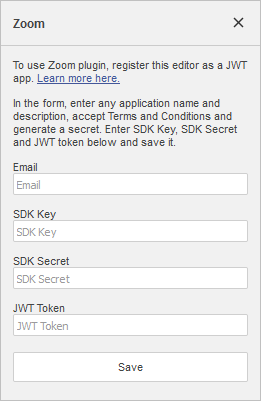 Zoom
To use Zoom plugin, register this editor as a JWT
app. Learn more here.
In the form, enter any application name and
description, accept Terms and Conditions and
generate a secret. Enter SDK Key, SDK Secret
and JWT token below and save it.
Email
Email
SDK Key
SDK Key
SDK Secret
SDK Secret
JWT Token
JWT Token
Save